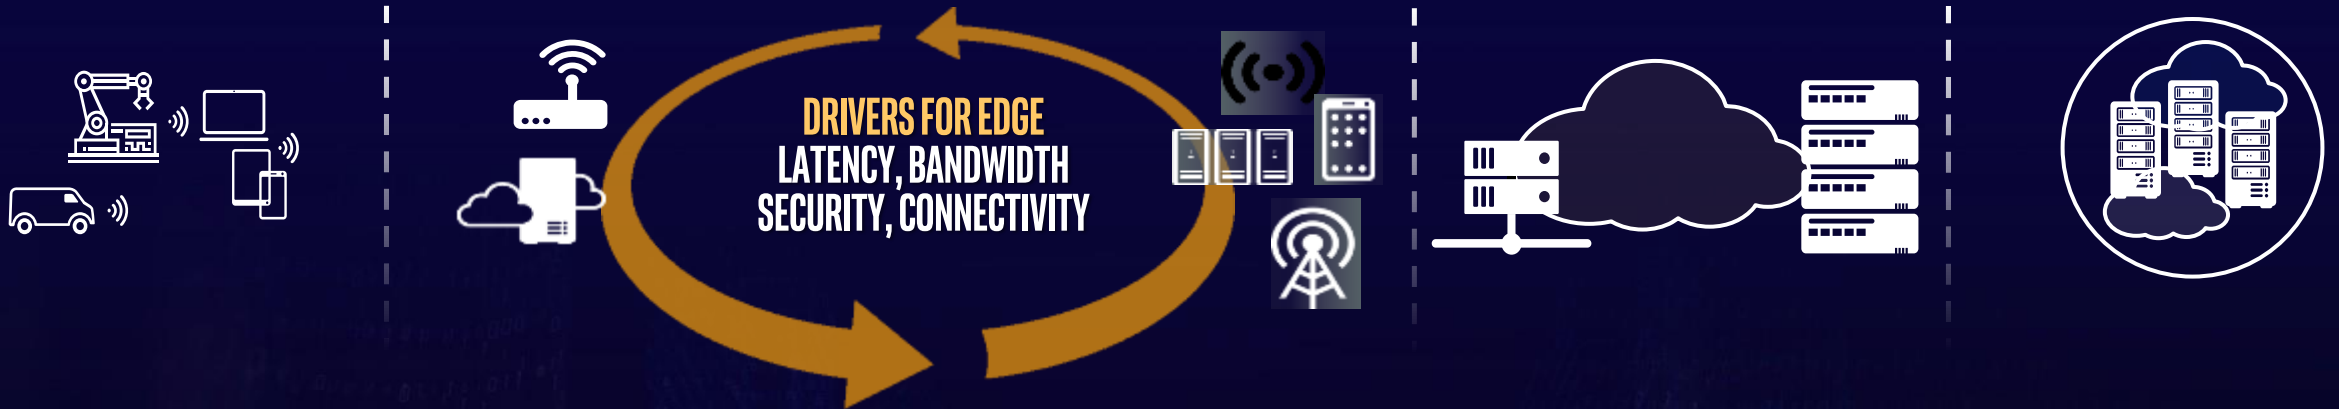 DRIVERS FOR EDGE
LATENCY, BANDWIDTH
SECURITY, CONNECTIVITY